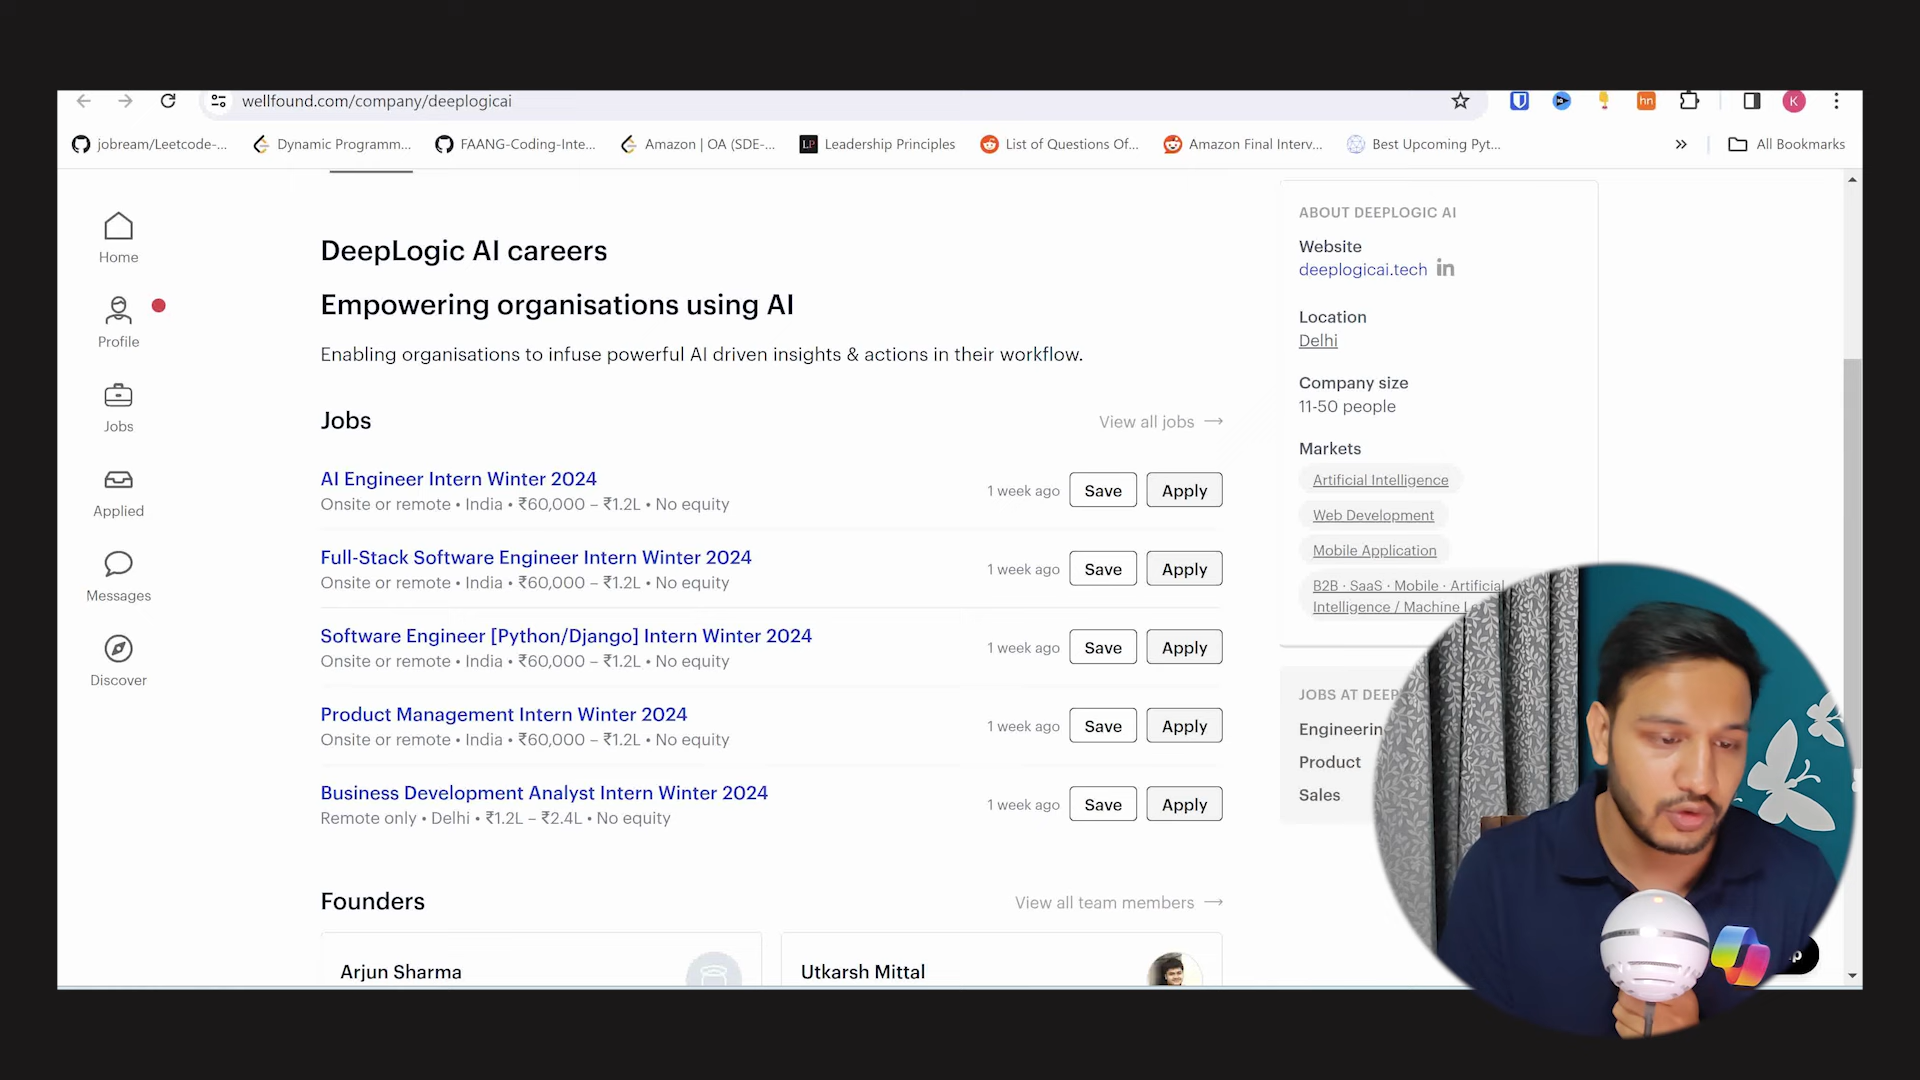 wellfound.com/company/deeplogicai
hn
K
jobream/Leetcode-...
Dynamic Programm...
FAANG-Coding-Inte...
Amazon | OA (SDE-...
LP
Leadership Principles
List of Questions Of...
Amazon Final Interv...
Best Upcoming Pyt...
All Bookmarks
Home
Profile
Jobs
Applied
Messages
Discover
DeepLogic AI careers
Empowering organisations using AI
Enabling organisations to infuse powerful AI driven insights & actions in their workflow.
Jobs
View all jobs →
AI Engineer Intern Winter 2024
Onsite or remote • India • ₹60,000 – ₹1.2L • No equity
1 week ago Save Apply
Full-Stack Software Engineer Intern Winter 2024
Onsite or remote • India • ₹60,000 – ₹1.2L • No equity
1 week ago Save Apply
Software Engineer [Python/Django] Intern Winter 2024
Onsite or remote • India • ₹60,000 – ₹1.2L • No equity
1 week ago Save Apply
Product Management Intern Winter 2024
Onsite or remote • India • ₹60,000 – ₹1.2L • No equity
1 week ago Save Apply
Business Development Analyst Intern Winter 2024
Remote only • Delhi • ₹1.2L – ₹2.4L • No equity
1 week ago Save Apply
Founders
View all team members →
Arjun Sharma
Utkarsh Mittal
ABOUT DEEPLOGIC AI
Website
deeplogicai.tech in
Location
Delhi
Company size
11-50 people
Markets
Artificial Intelligence
Web Development
Mobile Application
B2B · SaaS · Mobile · Artificial
Intelligence / Machine
JOBS AT
Product
Sales